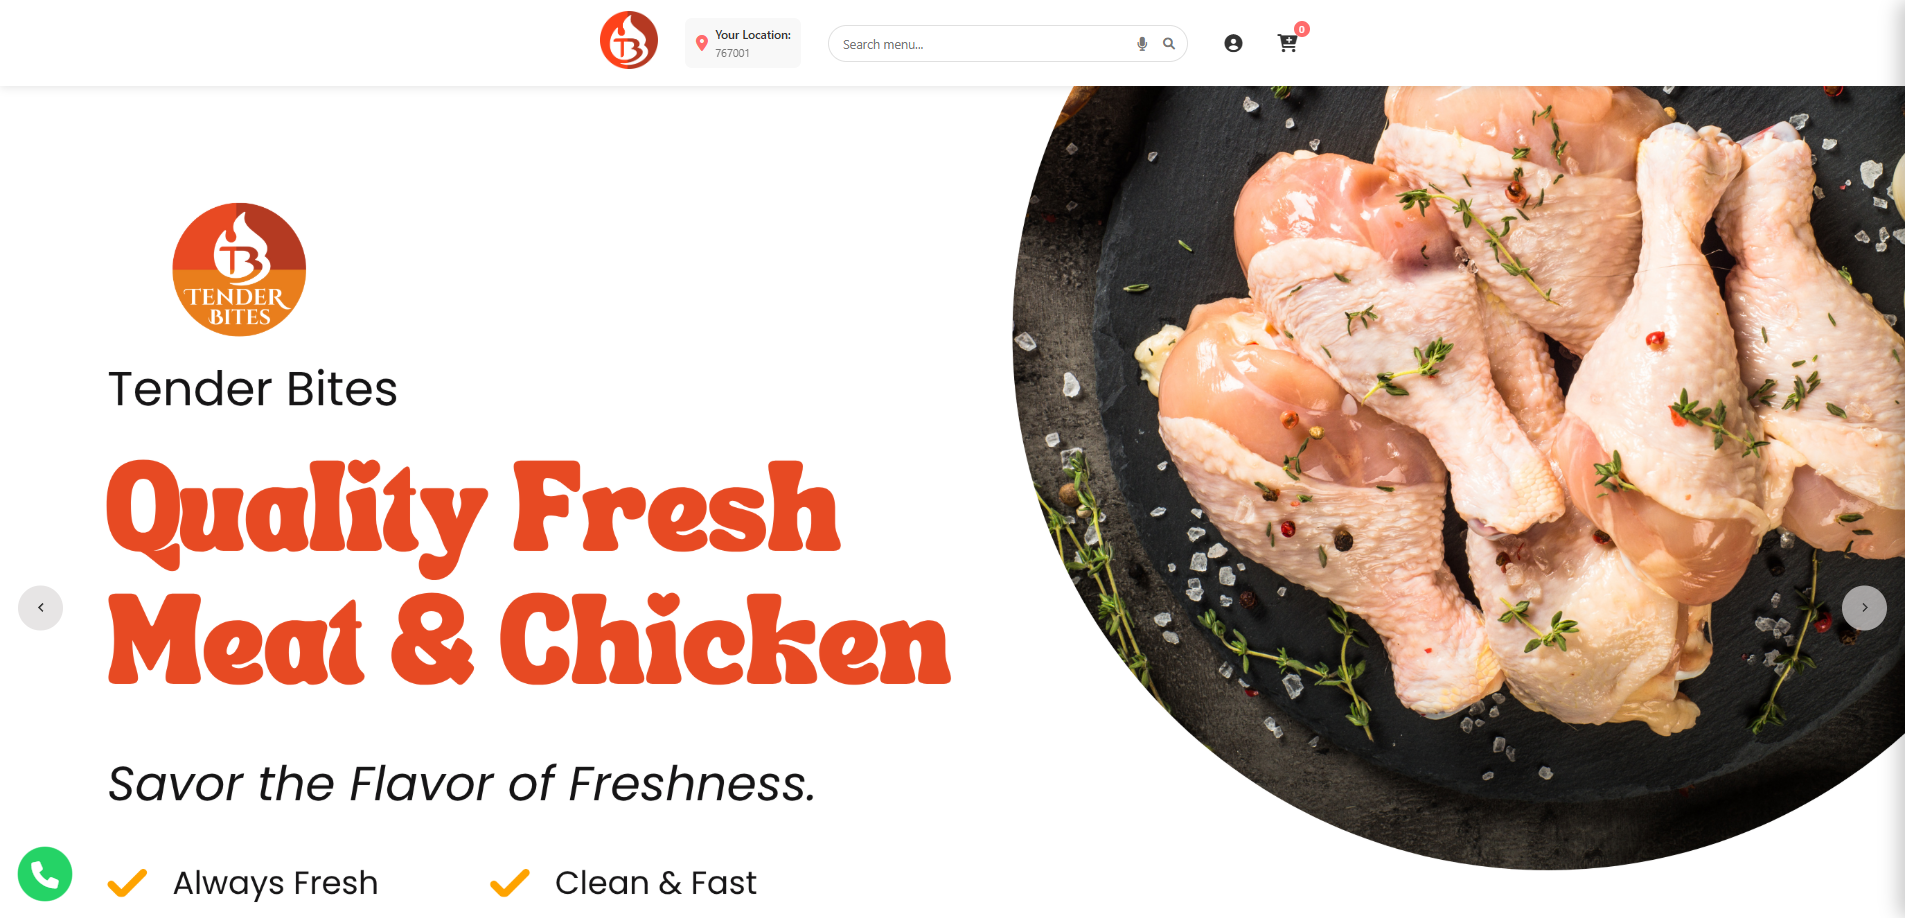 TB
Your Location:
767001
Search menu...
0
TB
TENDER
BITES
Tender Bites
Quality Fresh
Meat & Chicken
Savor the Flavor of Freshness.
Always Fresh
Clean & Fast